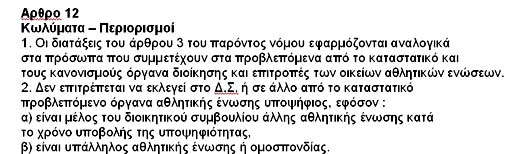 Αρθρο 12
Κωλύματα – Περιορισμοί
1. Οι διατάξεις του άρθρου 3 του παρόντος νόμου εφαρμόζονται αναλογικά
στα πρόσωπα που συμμετέχουν στα προβλεπόμενα από το καταστατικό και
τους κανονισμούς όργανα διοίκησης και επιτροπές των οικείων αθλητικών ενώσεων.
2. Δεν επιτρέπεται να εκλεγεί στο Δ.Σ. ή σε άλλο από το καταστατικό
προβλεπόμενο όργανα αθλητικής ένωσης υποψήφιος, εφόσον :
α) είναι μέλος του διοικητικού συμβουλίου άλλης αθλητικής ένωσης κατά
το χρόνο υποβολής της υποψηφιότητας,
β) είναι υπάλληλος αθλητικής ένωσης ή ομοσπονδίας.